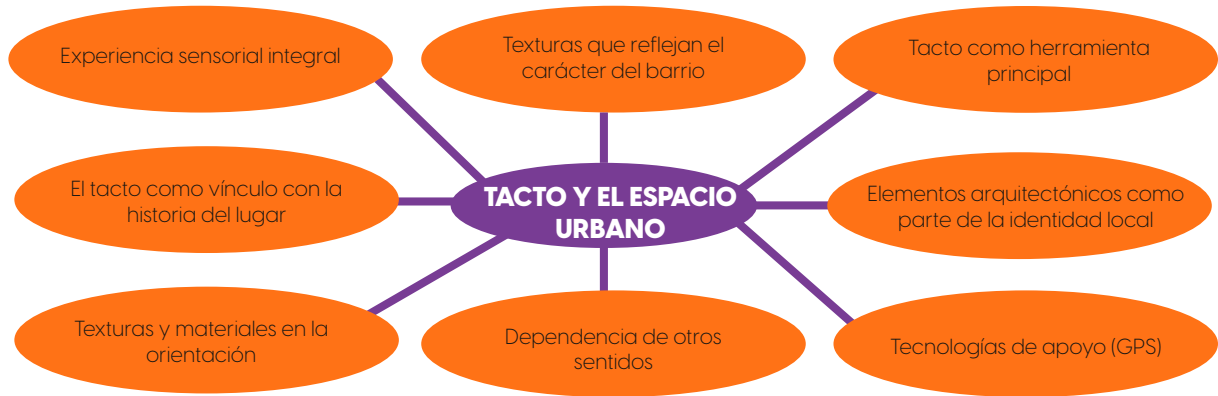 Experiencia sensorial integral
Texturas que reflejan el
carácter del barrio
Tacto como herramienta
principal
El tacto como vínculo con la
historia del lugar
TACTO Y EL ESPACIO
URBANO
Elementos arquitectónicos como
parte de la identidad local
Texturas y materiales en la
orientación
Dependencia de otros
sentidos
Tecnologías de apoyo (GPS)